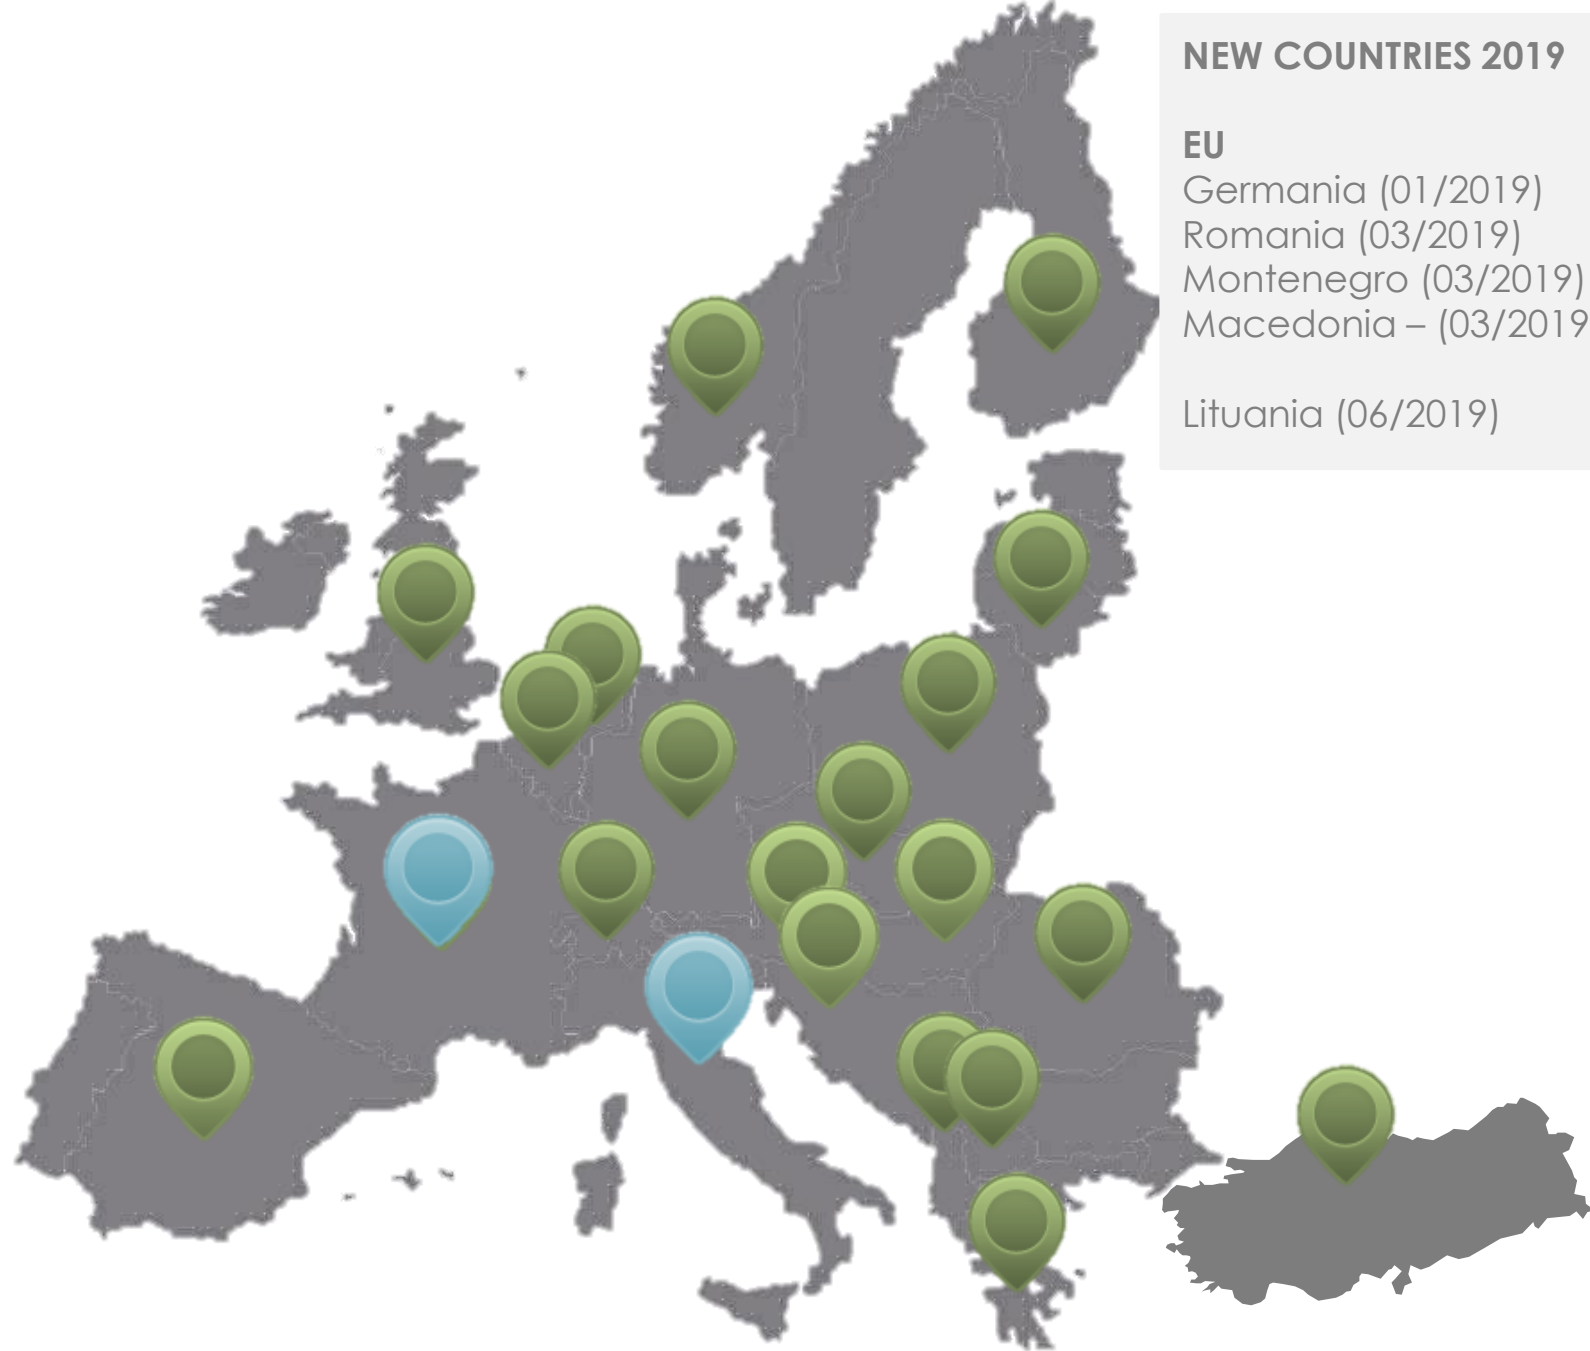 NEW COUNTRIES 2019
EU
Germania (01/2019)
Romania (03/2019)
Montenegro (03/2019)
Macedonia – (03/2019
Lituania (06/2019)